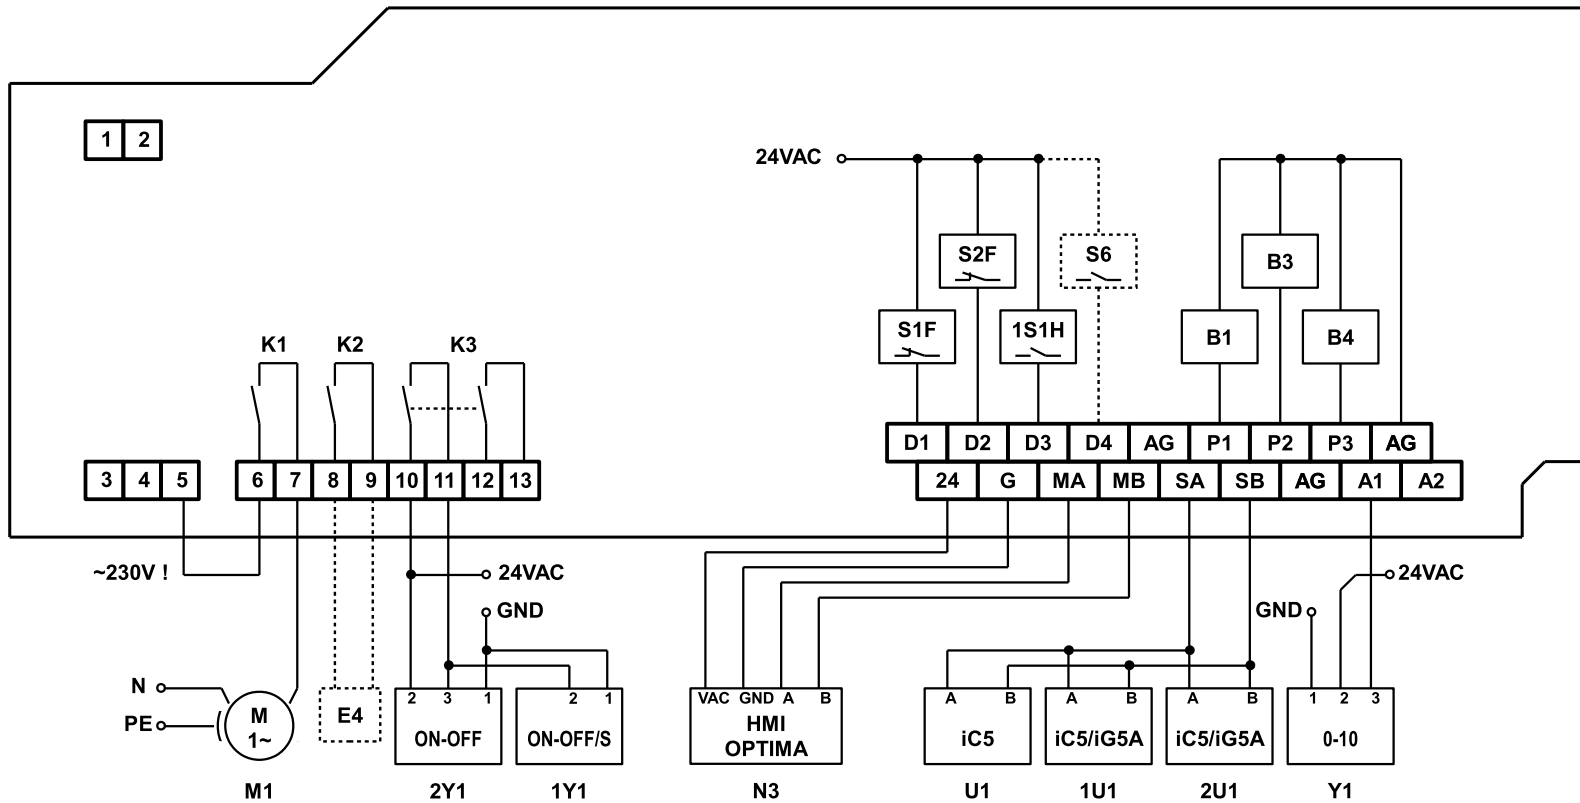 1 2
24VAC
S2F S6 B3
S1F 1S1H B1 B4
K1 K2 K3
D1 D2 D3 D4 AG P1 P2 P3 AG
3 4 5 6 7 8 9 10 11 12 13
24 G MA MB SA SB AG A1 A2
~230V ! 24VAC 24VAC
GND GND
N
PE
M
1~
E4
2 3 1
ON-OFF
2 1
ON-OFF/S
VAC GND A B
HMI
OPTIMA
A B
iC5
A B
iC5/iG5A
A B
iC5/iG5A
1 2 3
0-10
M1 2Y1 1Y1 N3 U1 1U1 2U1 Y1